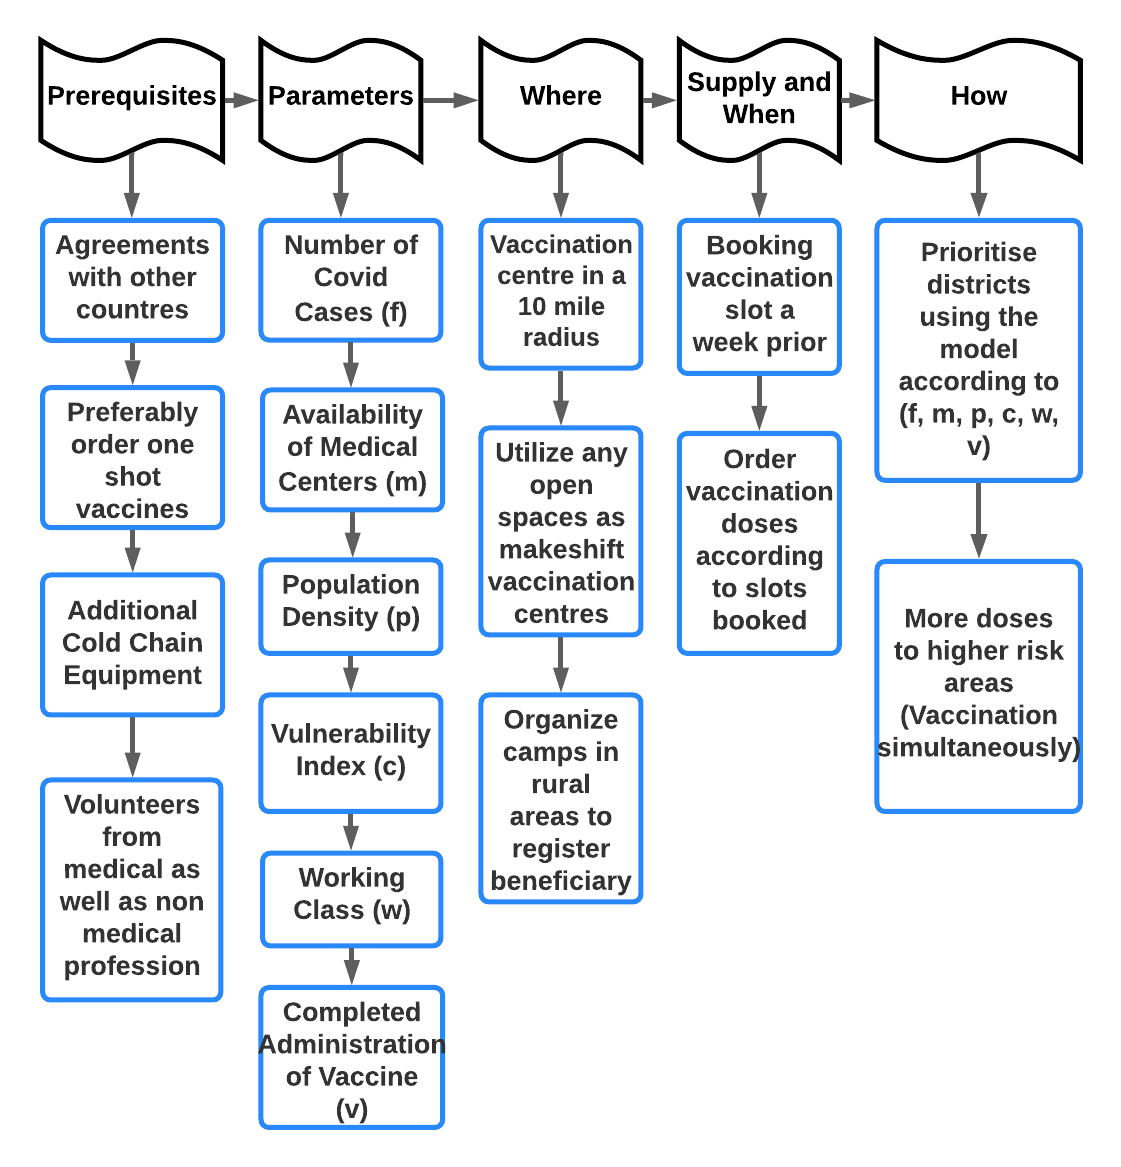 Prerequisites
Parameters
Where
Supply and
When
How
Agreements
with other
countres
Preferably
order one
shot
vaccines
Additional
Cold Chain
Equipment
Volunteers
from
medical as
well as non
medical
profession
Number of
Covid
Cases (f)
Availability
of Medical
Centers (m)
Population
Density (p)
Vulnerability
Index (c)
Working
Class (w)
Completed
Administration
of Vaccine
(v)
Vaccination
centre in a
10 mile
radius
Utilize any
open
spaces as
makeshift
vaccination
centres
Organize
camps in
rural
areas to
register
beneficiary
Booking
vaccination
slot a
week prior
Order
vaccination
doses
according
to slots
booked
Prioritise
districts
using the
model
according to
(f, m, p, c, w,
v)
More doses
to higher risk
areas
(Vaccination
simultaneously)